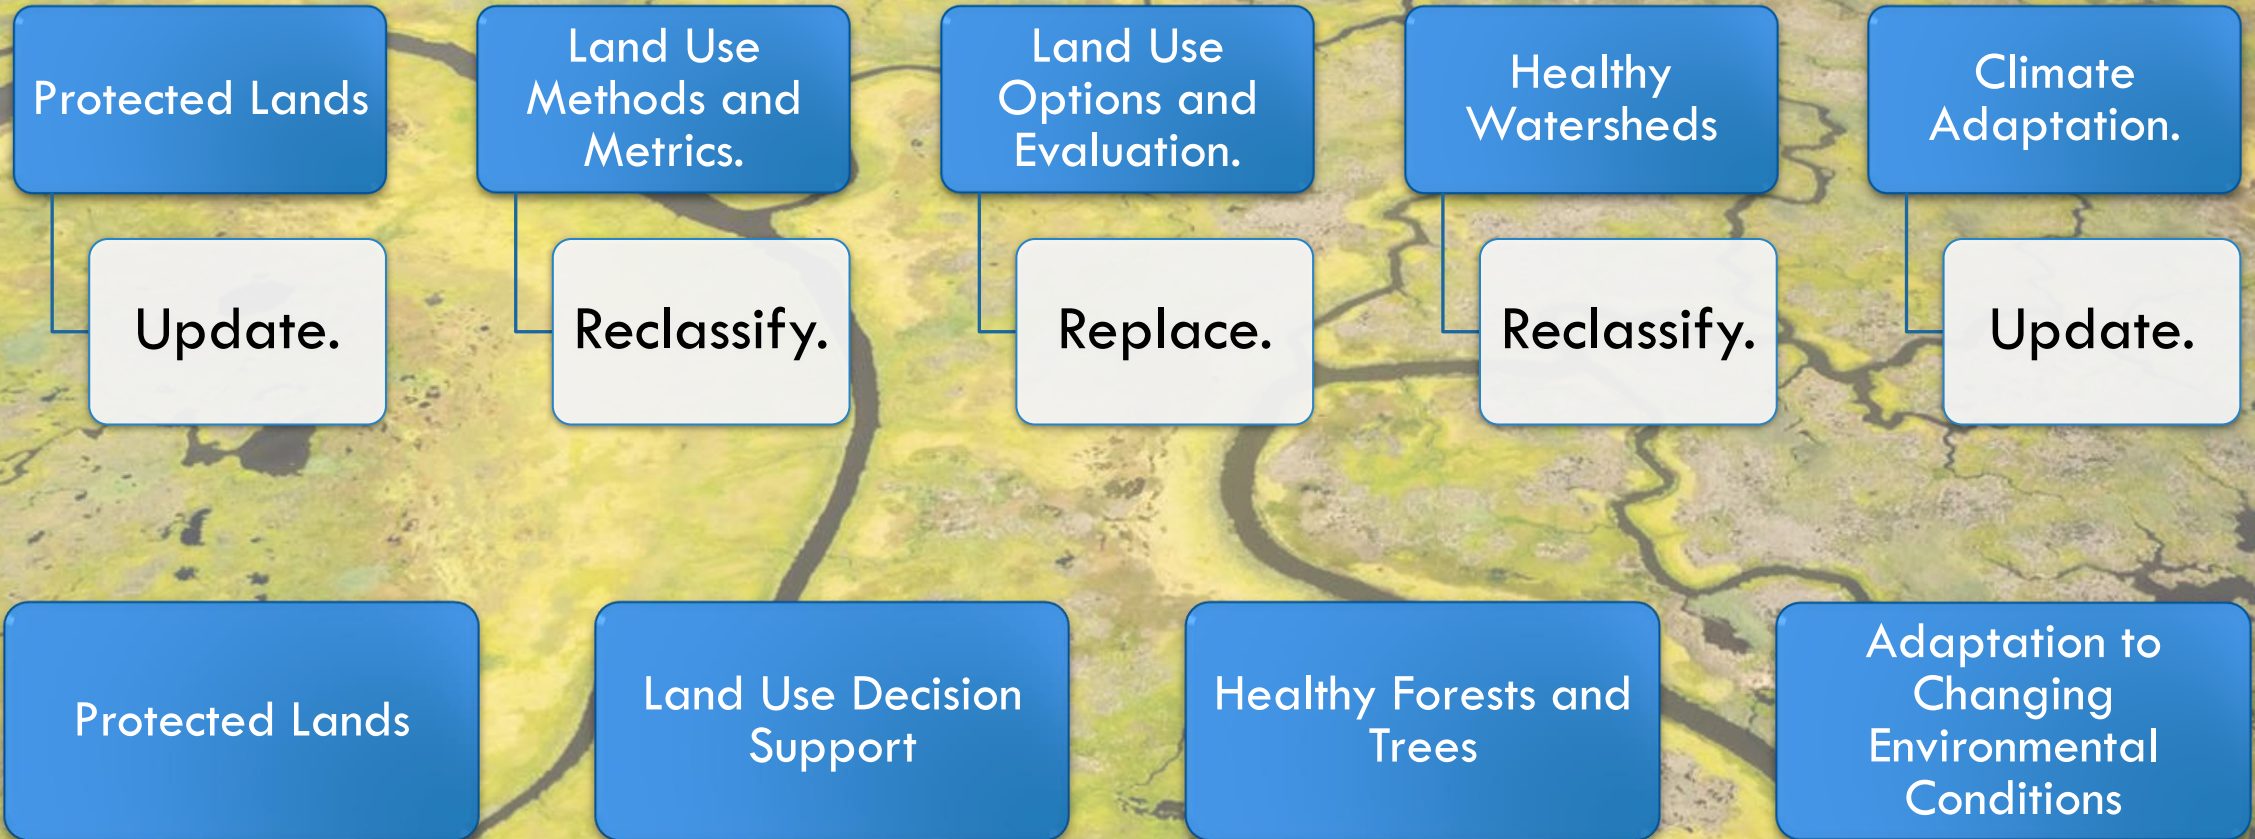 Protected Lands
Land Use
Methods and
Metrics.
Land Use
Options and
Evaluation.
Healthy
Watersheds
Climate
Adaptation.
Update.
Reclassify.
Replace.
Reclassify.
Update.
Protected Lands
Land Use Decision
Support
Healthy Forests and
Trees
Adaptation to
Changing
Environmental
Conditions